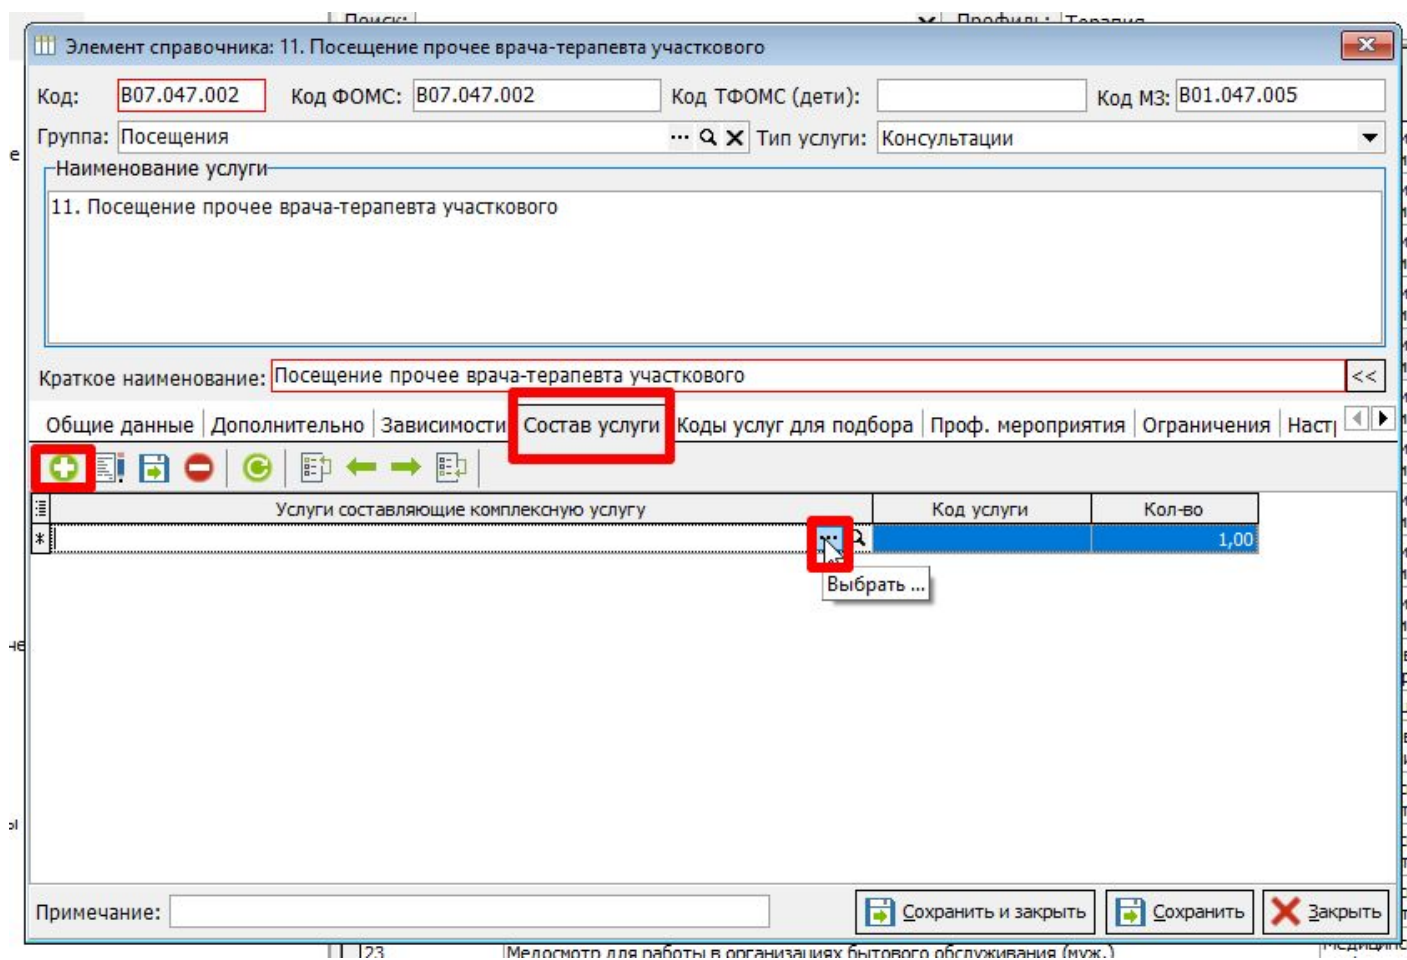 Поиск:
Профиль: Терапия
Элемент справочника: 11. Посещение прочее врача-терапевта участкового
Код: B07.047.002 Код ФОМС: B07.047.002 Код ТФОМС (дети): Код МЗ: B01.047.005
Группа: Посещения ... Тип услуги: Консультации
Наименование услуги
11. Посещение прочее врача-терапевта участкового
Краткое наименование: Посещение прочее врача-терапевта участкового <<
Общие данные Дополнительно Зависимости Состав услуги Коды услуг для подбора Проф. мероприятия Ограничения Наст
Услуги составляющие комплексную услугу Код услуги Кол-во
* ... 1,00
Выбрать ...
Примечание: Сохранить и закрыть Сохранить Закрыть
23 Медосмотр для работы в организациях бытового обслуживания (муж.)